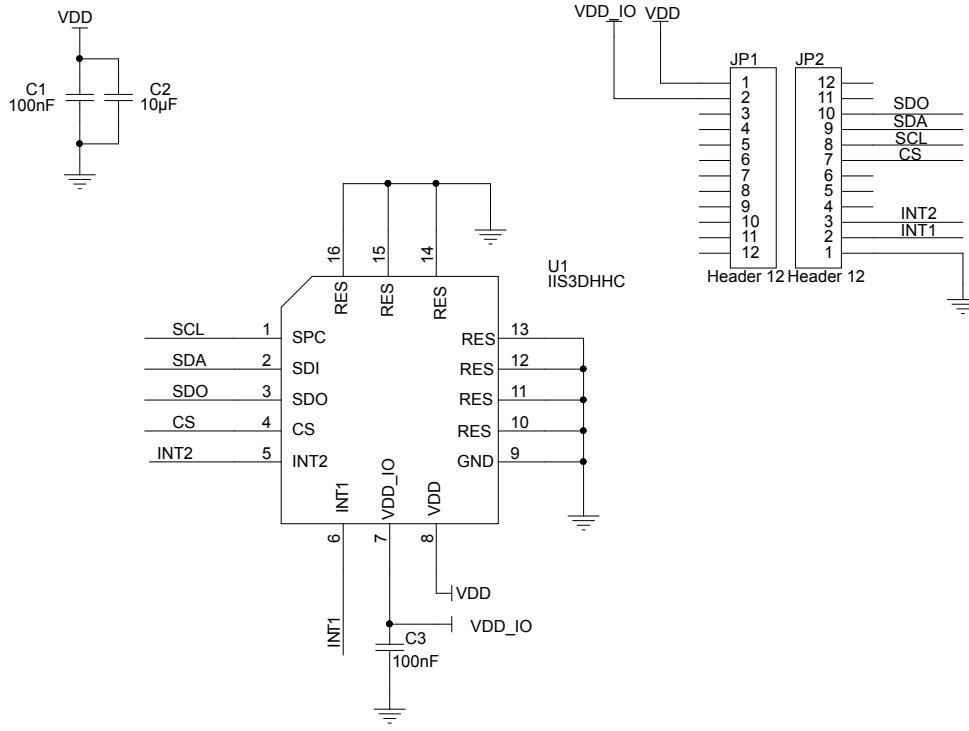 VDD
C1
100nF
C2
10µF
VDD_IO
VDD
JP1
1
2
3
4
5
6
7
8
9
10
11
12
Header 12
JP2
12
11
10
9
8
7
6
5
4
3
2
1
Header 12
SDO
SDA
SCL
CS
INT2
INT1
U1
IIS3DHHC
16
15
14
RES
RES
RES
SCL
1
SPC
SDA
2
SDI
SDO
3
SDO
CS
4
CS
INT2
5
INT2
RES
13
RES
12
RES
11
RES
10
GND
9
INT1
VDD_IO
VDD
6
7
8
INT1
VDD
VDD_IO
C3
100nF